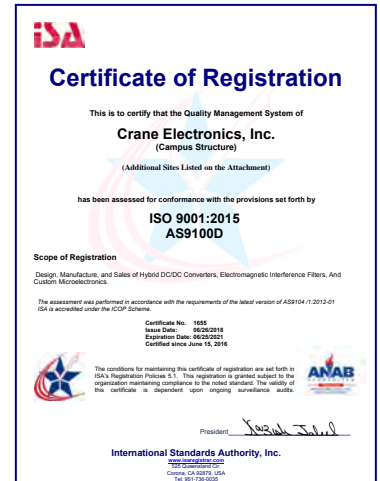 iSA
Certificate of Registration
This is to certify that the Quality Management System of
Crane Electronics, Inc.
(Campus Structure)
(Additional Sites Listed on the Attachment)
has been assessed for conformance with the provisions set forth by
ISO 9001:2015
AS9100D
Scope of Registration
Design, Manufacture, and Sales of Hybrid DC/DC Converters, Electromagnetic Interference Filters, And
Custom Microelectronics.
The assessment was performed in accordance with the requirements of the latest version of AS9104 /1:2012-01
ISA is accredited under the ICOP Scheme.
Certificate No. 1655
Issue Date: 06/26/2018
Expiration Date: 06/25/2021
Certified since June 15, 2016
The conditions for maintaining this certificate of registration are set forth in
ISA's Registration Policies 5.1. This registration is granted subject to the
organization maintaining compliance to the noted standard. The validity of
this certificate is dependent upon ongoing surveillance audits.
ANAB
ACCREDITED
President
International Standards Authority, Inc.
www.isaregistrar.com
525 Queensland Cir.
Corona, CA 92879. USA
Tel: 951-736-0035